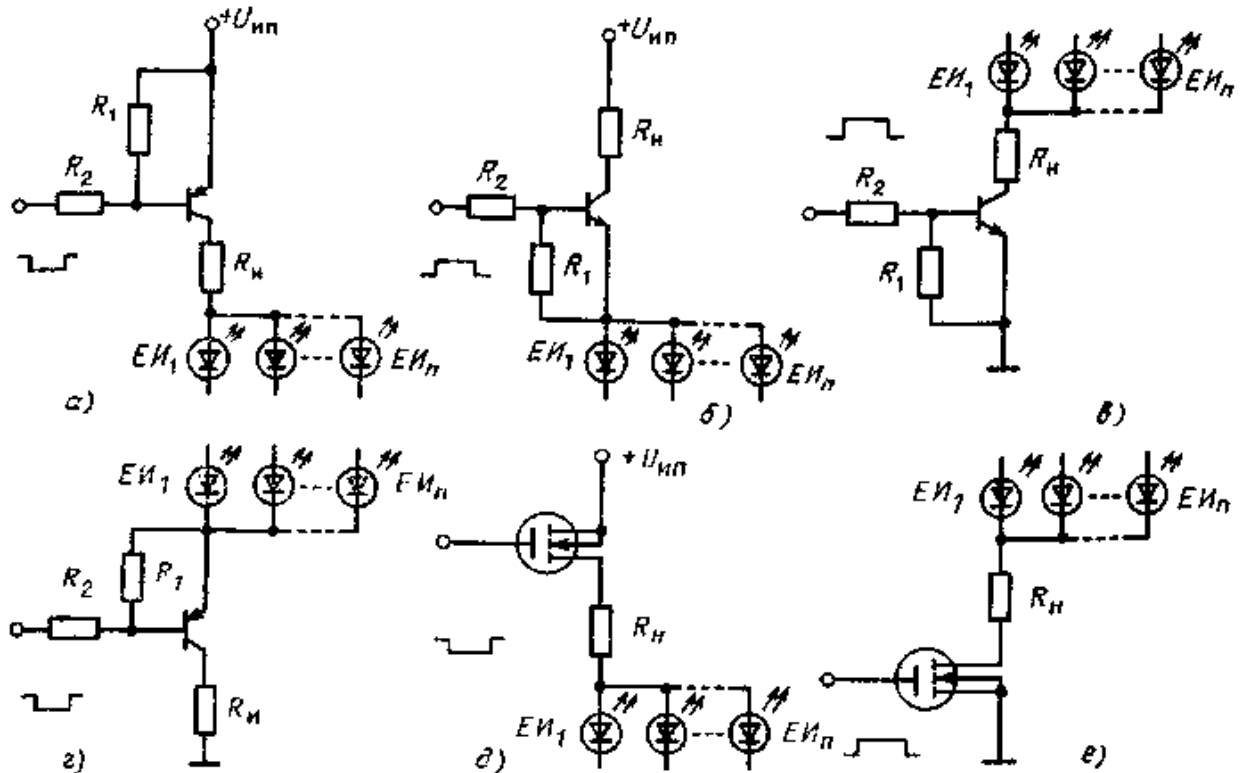 +Uип
R1
R2
Rн
ЕИ1
ЕИn
а)
+Uип
Rн
R2
R1
ЕИ1
ЕИn
б)
ЕИ1
ЕИn
Rн
R2
R1
в)
ЕИ1
ЕИn
R1
R2
Rн
г)
+Uип
Rн
ЕИ1
ЕИn
д)
ЕИ1
ЕИn
Rн
е)